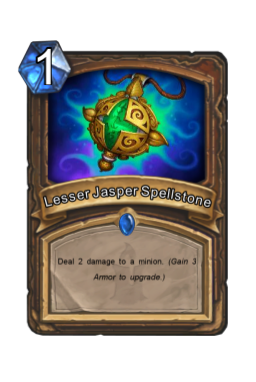 1
Lesser Jasper Spellstone
Deal 2 damage to a minion. (Gain 3
Armor to upgrade.)